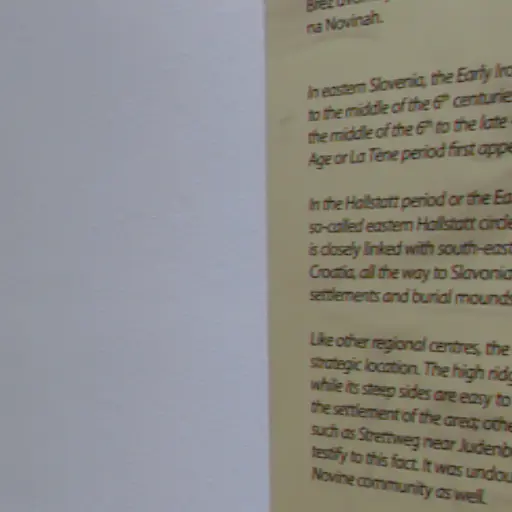 na Novinah.
In eastern Slovenia, the Early Iro
to the middle of the 6th centuries
the middle of the 6th to the late
Age or La Tène period first appe
In the Hallstatt period or the Ea
so-called eastern Hallstatt circle
is closely linked with south-east
Croatia, all the way to Slavonia
settlements and burial mounds
Like other regional centres, the
strategic location. The high ridg
while its steep sides are easy to
the settlement of the area; othe
such as Strettweg near Judenb
testify to this fact. It was undou
Novine community as well.